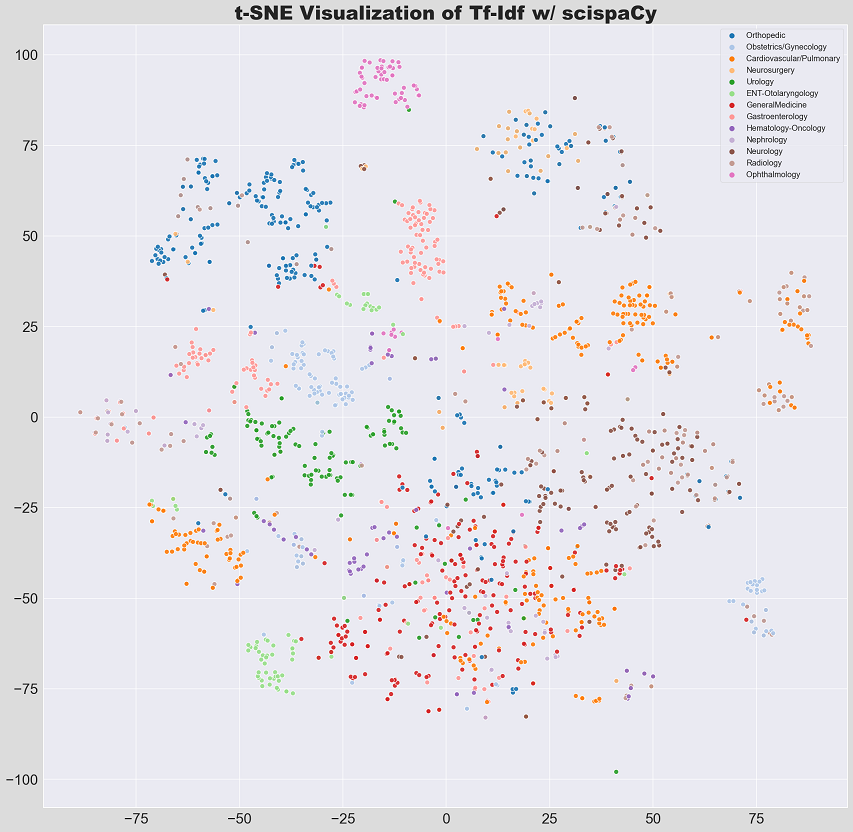 t-SNE Visualization of Tf-Idf w/ scispaCy
Orthopedic
Obstetrics/Gynecology
Cardiovascular/Pulmonary
Neurosurgery
Urology
ENT-Otolaryngology
GeneralMedicine
Gastroenterology
Hematology-Oncology
Nephrology
Neurology
Radiology
Ophthalmology
100
75
50
25
0
−25
−50
−75
−100
−75 −50 −25 0 25 50 75